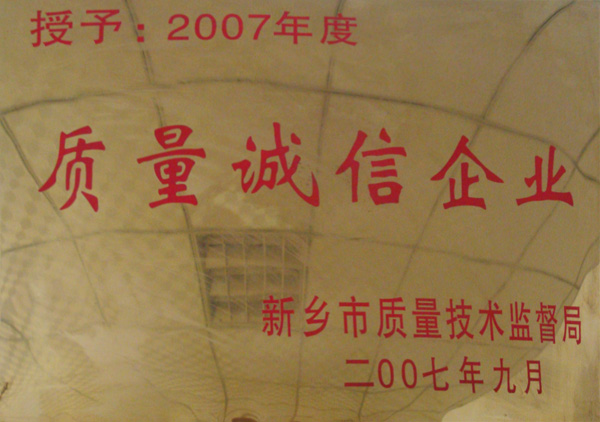 授予：2007年度
质量诚信企业
新乡市质量技术监督局
二00七年九月